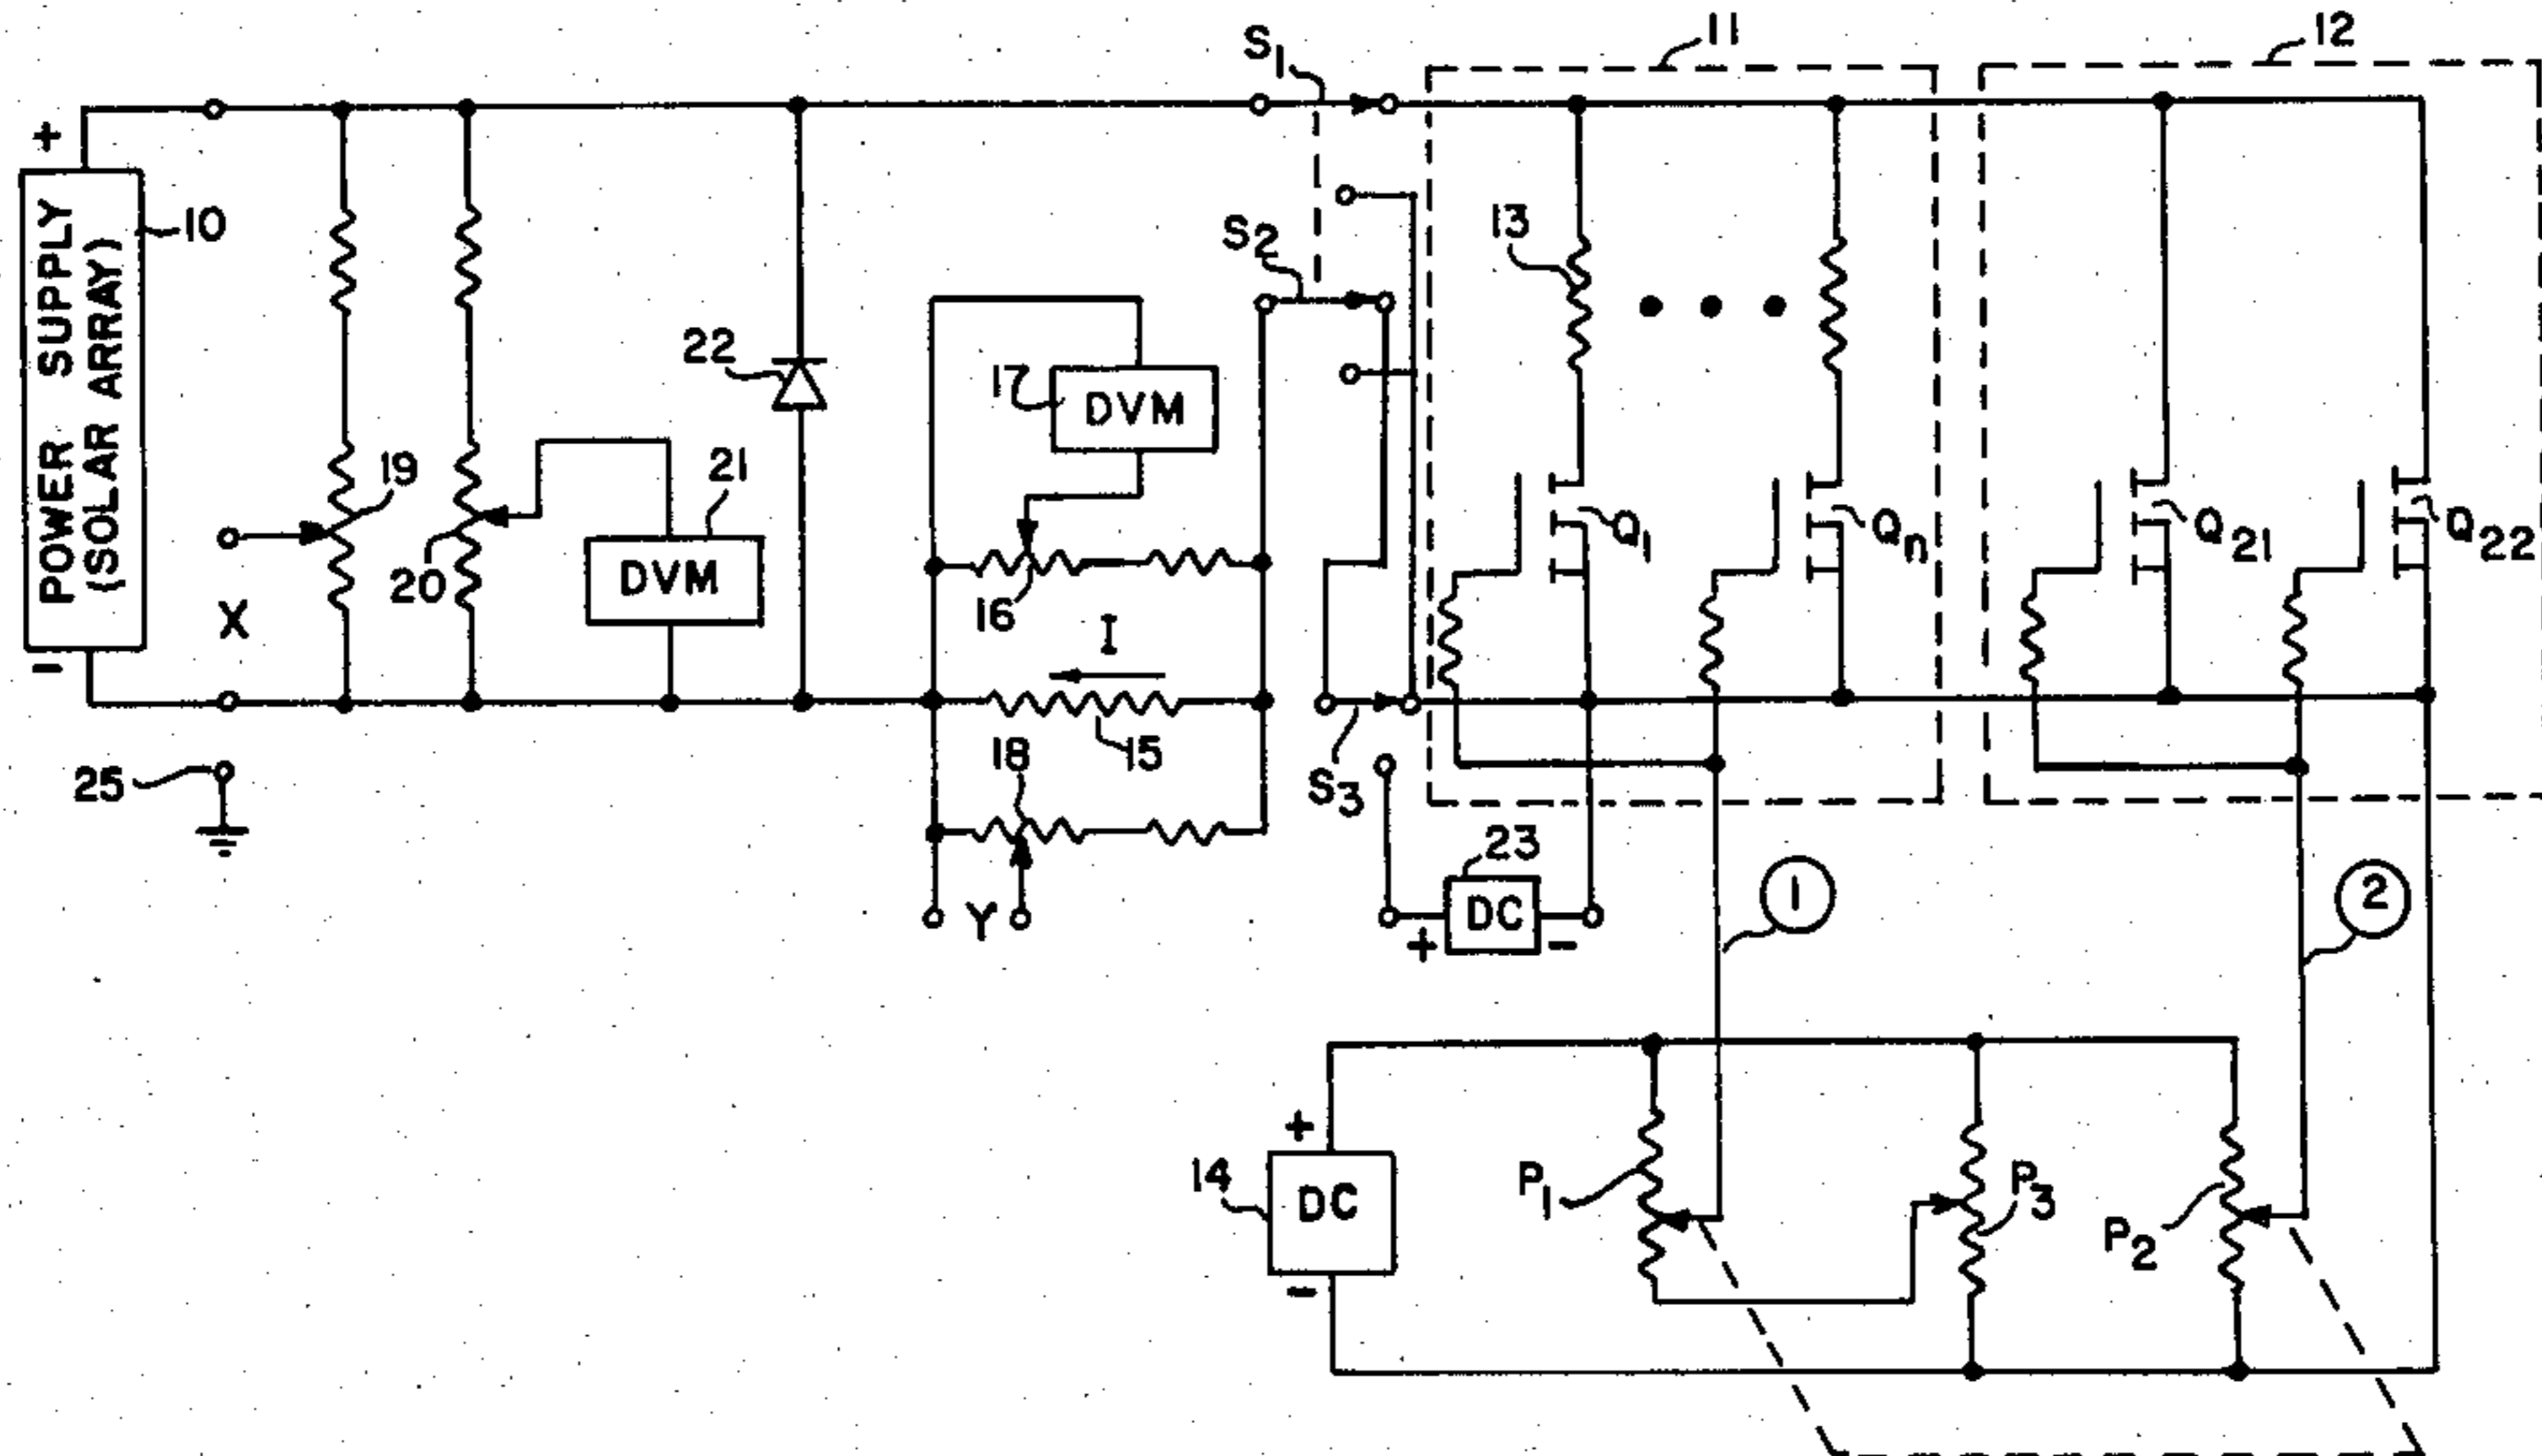 11
12
S1
+
POWER SUPPLY
(SOLAR ARRAY)
10
S2
13
22
17
DVM
19
21
Q1
Qn
Q21
Q22
20
DVM
16
X
I
−
18
15
25
S3
23
1
2
Y
DC
+
−
+
14
DC
P1
P3
P2
−